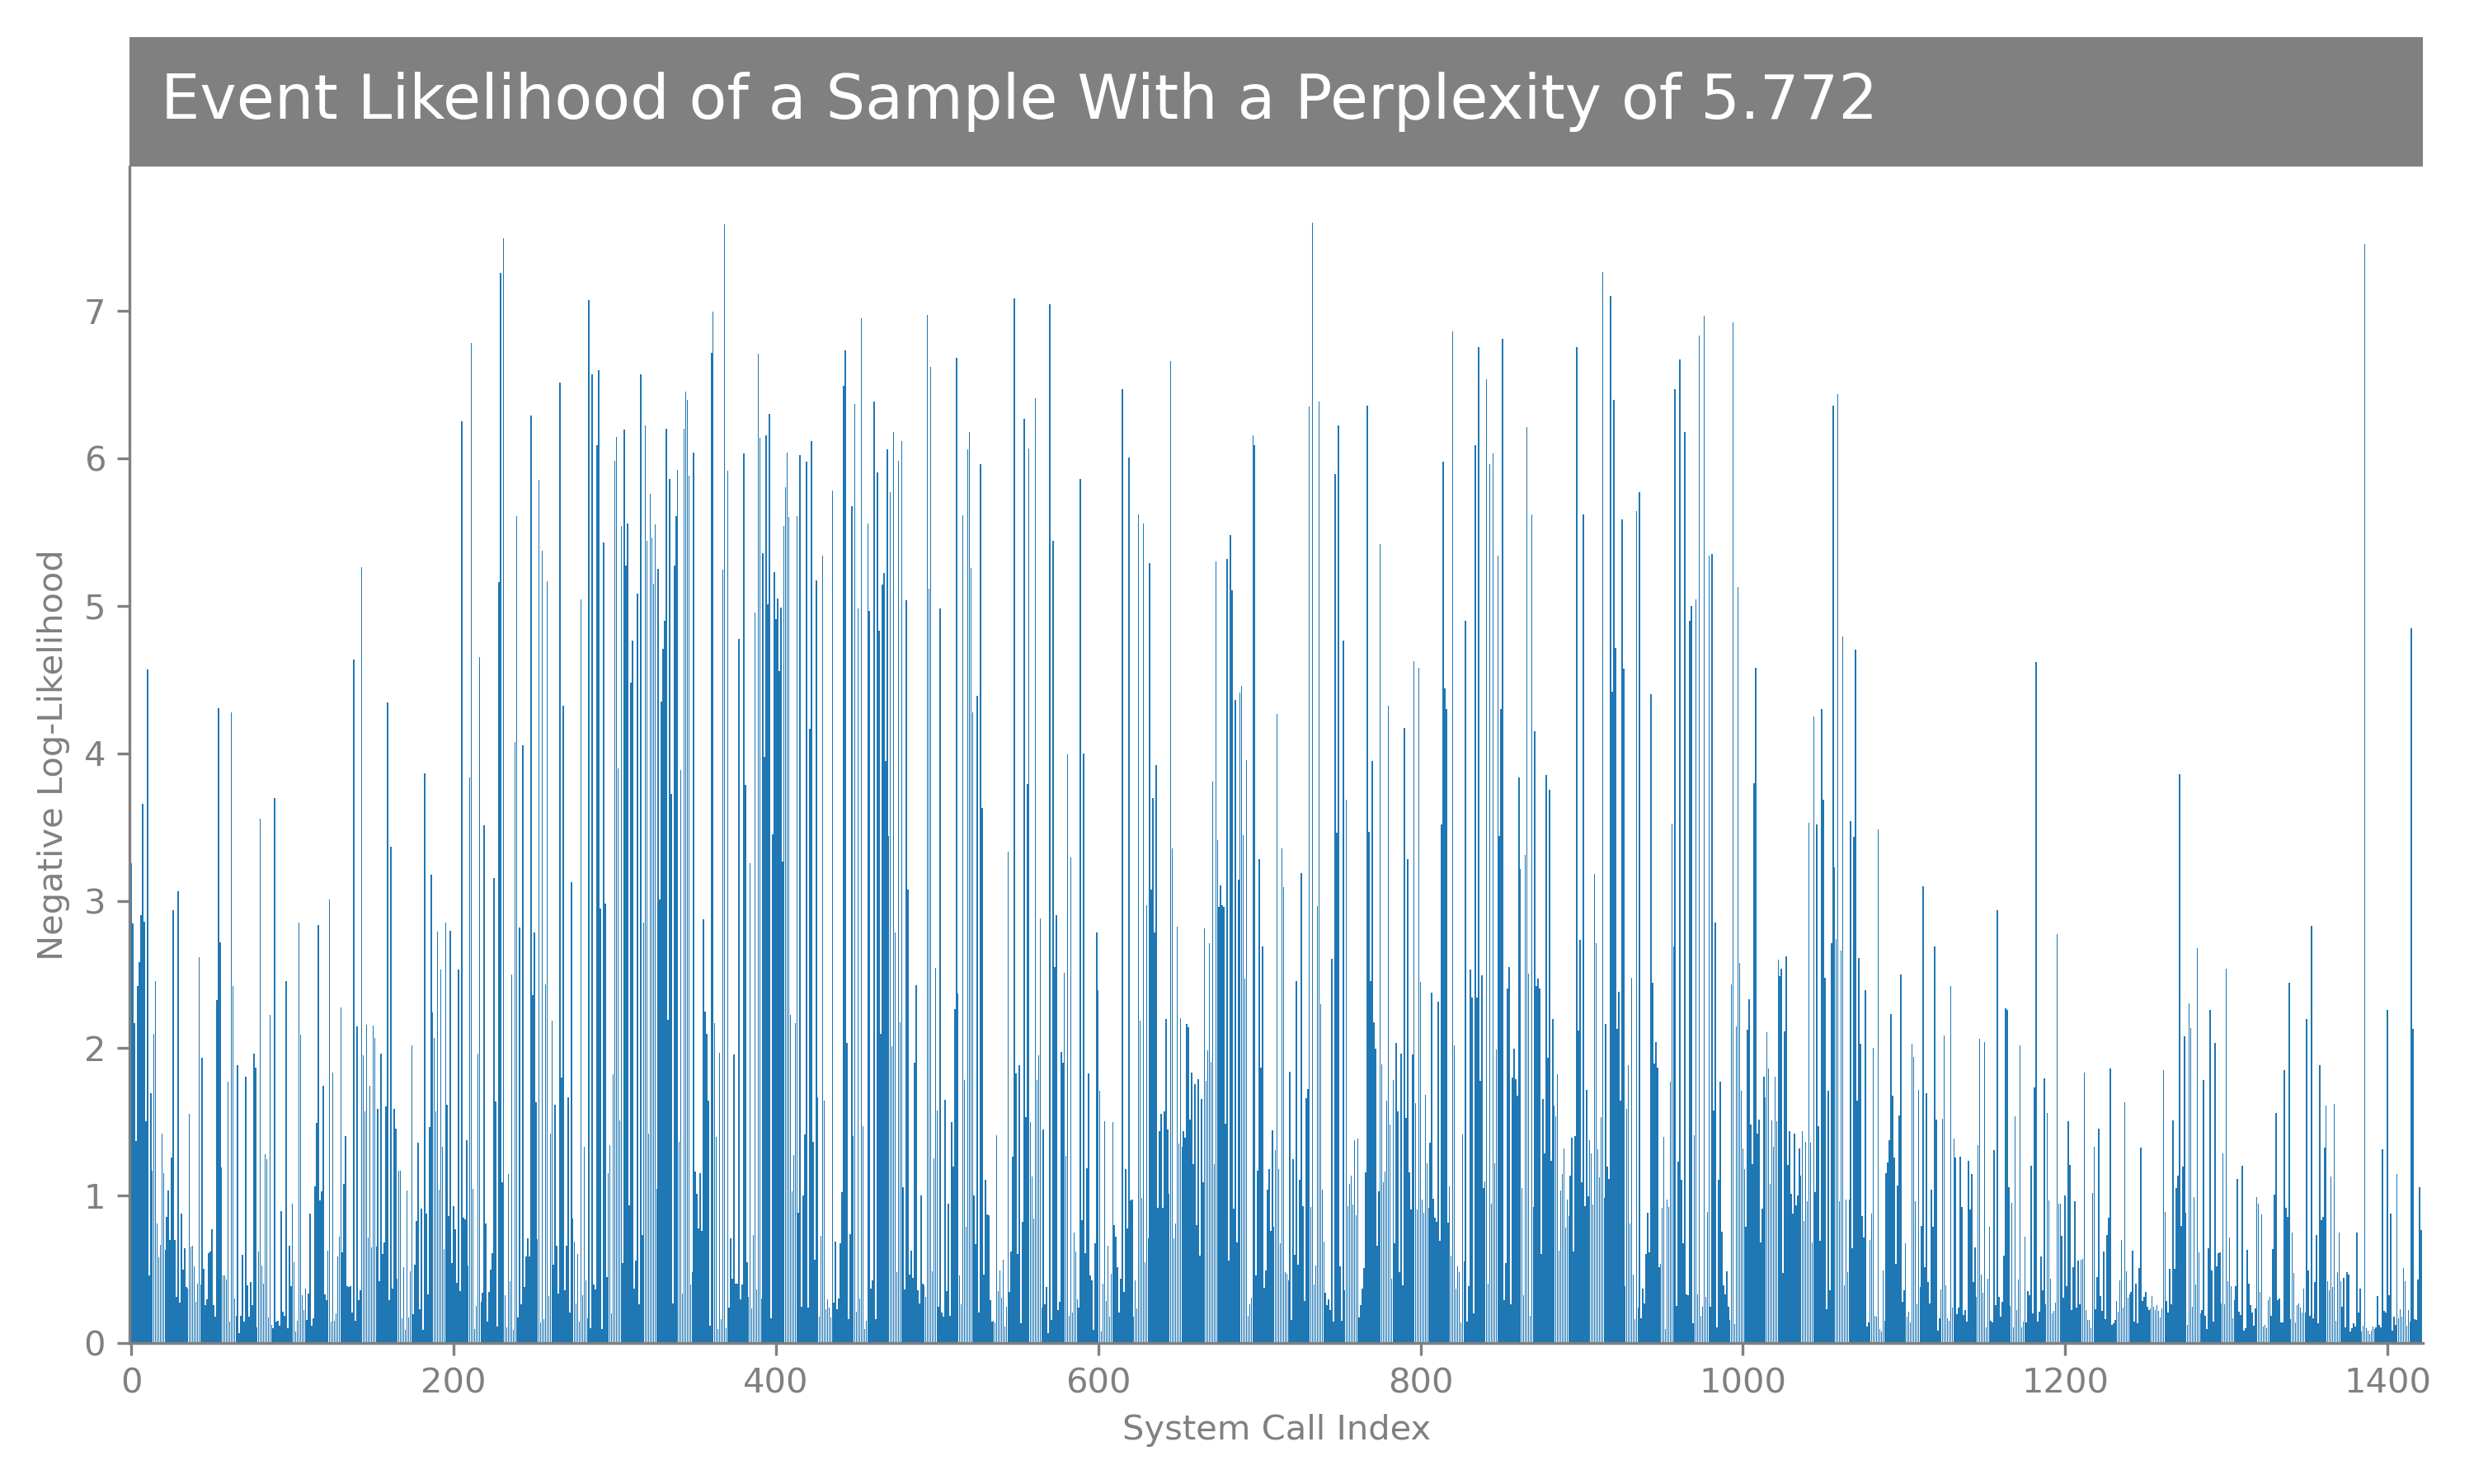 Event Likelihood of a Sample With a Perplexity of 5.772
7
6
5
4
3
2
1
0
Negative Log-Likelihood
0 200 400 600 800 1000 1200 1400
System Call Index